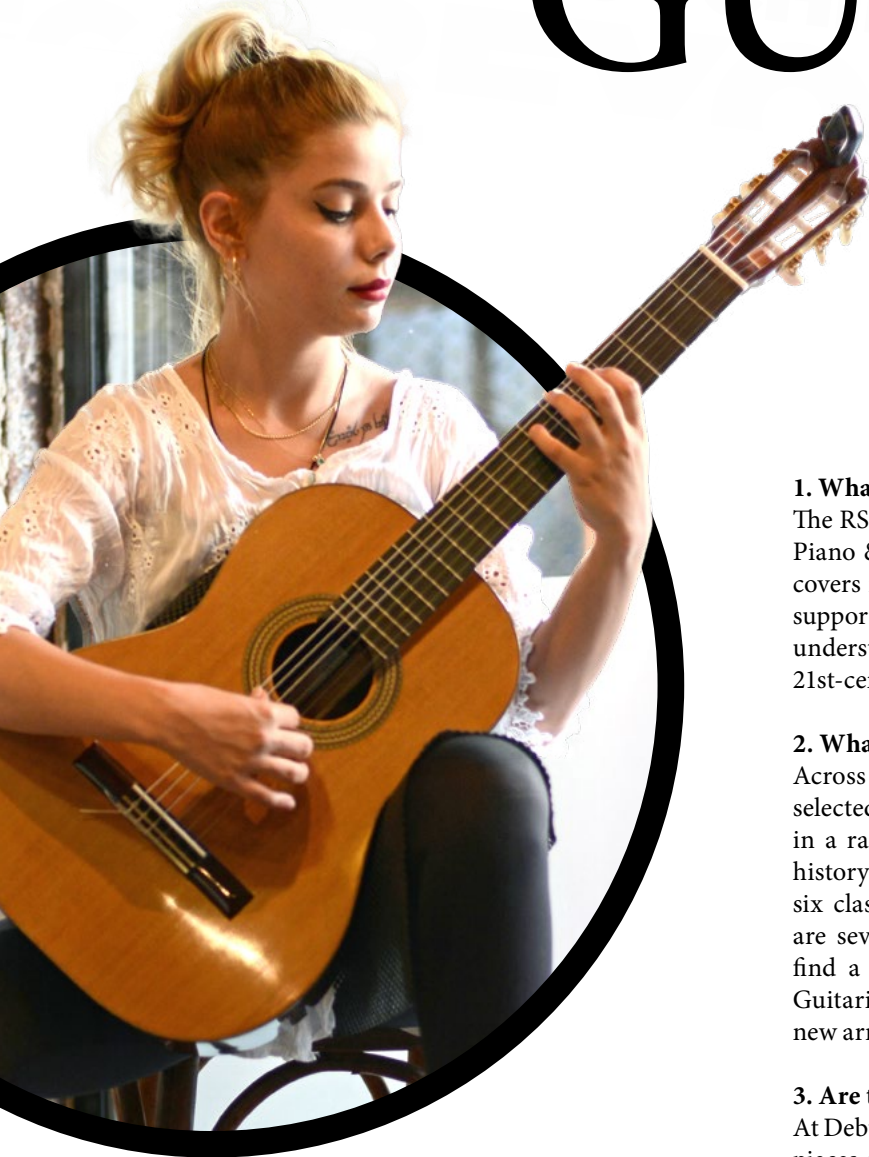 GU
1. Wha
The RS
Piano &
covers
suppor
underst
21st-cen
2. Wha
Across
selected
in a ra
history
six clas
are sev
find a
Guitari
new arr
3. Are t
At Deb